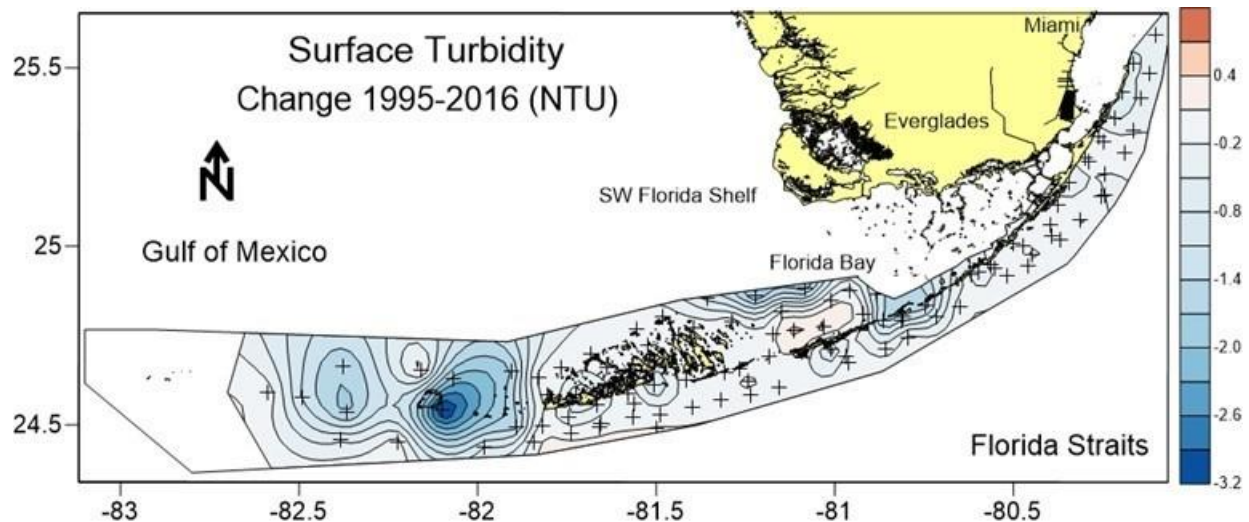 Surface Turbidity
Change 1995-2016 (NTU)
N
Gulf of Mexico
Miami
Everglades
SW Florida Shelf
Florida Bay
Florida Straits
25.5
25
24.5
-83
-82.5
-82
-81.5
-81
-80.5
0.4
-0.2
-0.8
-1.4
-2.0
-2.6
-3.2